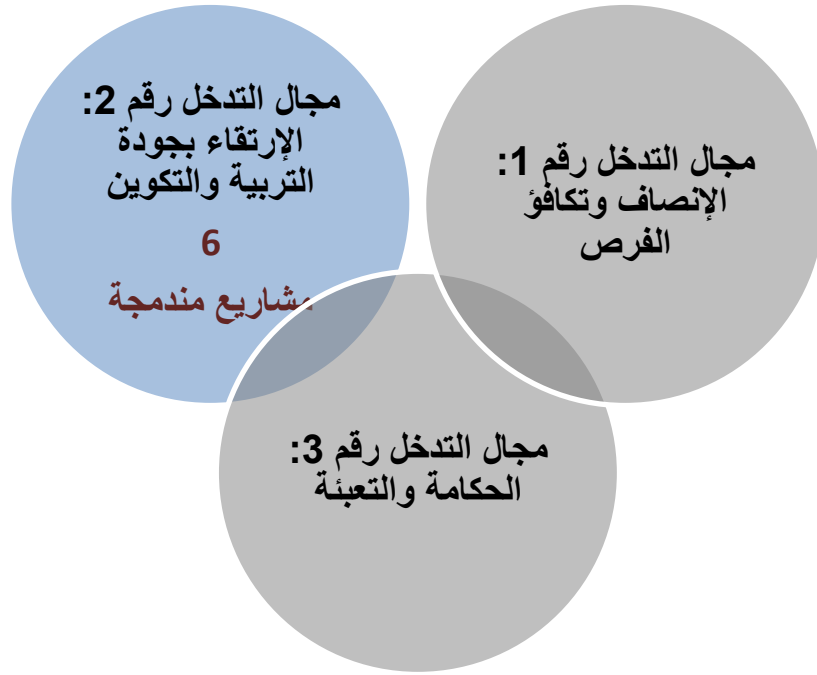 مجال التدخل رقم 1:
الإنصاف وتكافؤ
الفرص
مجال التدخل رقم 2:
الإرتقاء بجودة
التربية والتكوين
6
مشاريع مندمجة
مجال التدخل رقم 3:
الحكامة والتعبئة